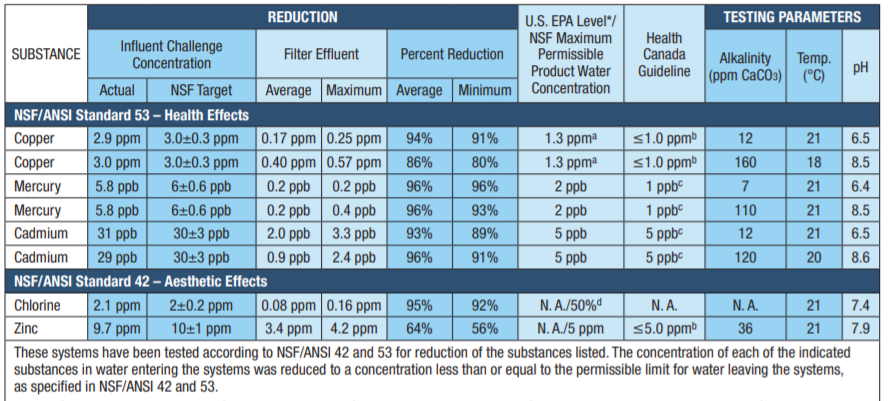 SUBSTANCE
REDUCTION
Influent Challenge
Concentration
Filter Effluent
Percent Reduction
U.S. EPA Level*/
NSF Maximum
Permissible
Product Water
Concentration
Health
Canada
Guideline
TESTING PARAMETERS
Alkalinity
(ppm CaCO₃)
Temp.
(°C)
pH
Actual NSF Target Average Maximum Average Minimum
NSF/ANSI Standard 53 – Health Effects
Copper 2.9 ppm 3.0±0.3 ppm 0.17 ppm 0.25 ppm 94% 91% 1.3 ppmᵃ ≤1.0 ppmᵇ 12 21 6.5
Copper 3.0 ppm 3.0±0.3 ppm 0.40 ppm 0.57 ppm 86% 80% 1.3 ppmᵃ ≤1.0 ppmᵇ 160 18 8.5
Mercury 5.8 ppb 6±0.6 ppb 0.2 ppb 0.2 ppb 96% 96% 2 ppb 1 ppbᶜ 7 21 6.4
Mercury 5.8 ppb 6±0.6 ppb 0.2 ppb 0.4 ppb 96% 93% 2 ppb 1 ppbᶜ 110 21 8.5
Cadmium 31 ppb 30±3 ppb 2.0 ppb 3.3 ppb 93% 89% 5 ppb 5 ppbᶜ 12 21 6.5
Cadmium 29 ppb 30±3 ppb 0.9 ppb 2.4 ppb 96% 91% 5 ppb 5 ppbᶜ 120 20 8.6
NSF/ANSI Standard 42 – Aesthetic Effects
Chlorine 2.1 ppm 2±0.2 ppm 0.08 ppm 0.16 ppm 95% 92% N. A./50%ᵈ N. A. N. A. 21 7.4
Zinc 9.7 ppm 10±1 ppm 3.4 ppm 4.2 ppm 64% 56% N. A./5 ppm ≤5.0 ppmᵇ 36 21 7.9
These systems have been tested according to NSF/ANSI 42 and 53 for reduction of the substances listed. The concentration of each of the indicated
substances in water entering the systems was reduced to a concentration less than or equal to the permissible limit for water leaving the systems,
as specified in NSF/ANSI 42 and 53.